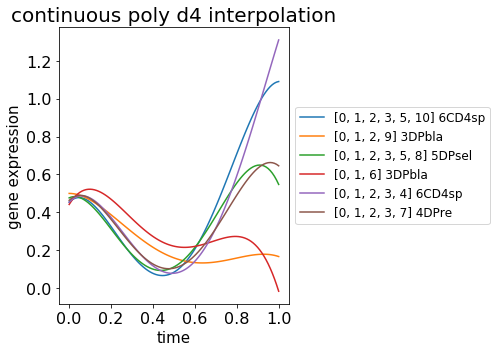 continuous poly d4 interpolation
gene expression
1.2
1.0
0.8
0.6
0.4
0.2
0.0
0.0 0.2 0.4 0.6 0.8 1.0
time
[0, 1, 2, 3, 5, 10] 6CD4sp
[0, 1, 2, 9] 3DPbla
[0, 1, 2, 3, 5, 8] 5DPsel
[0, 1, 6] 3DPbla
[0, 1, 2, 3, 4] 6CD4sp
[0, 1, 2, 3, 7] 4DPre